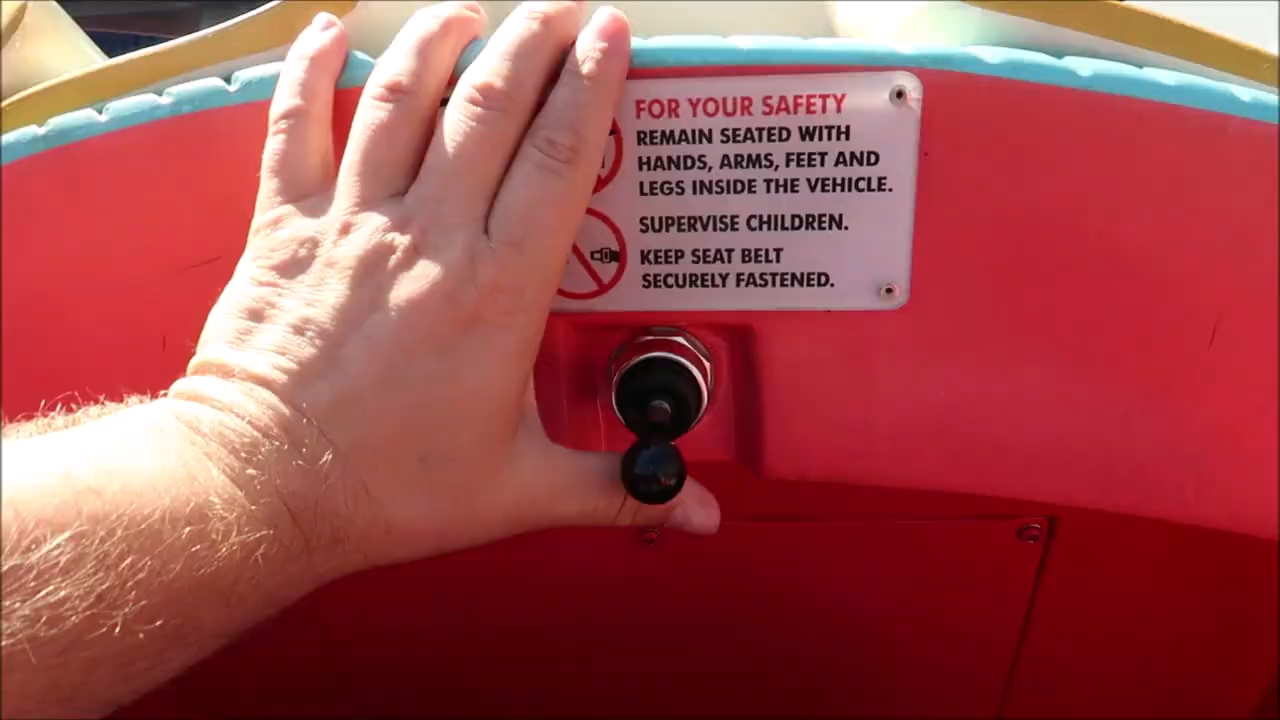 FOR YOUR SAFETY
REMAIN SEATED WITH
HANDS, ARMS, FEET AND
LEGS INSIDE THE VEHICLE.
SUPERVISE CHILDREN.
KEEP SEAT BELT
SECURELY FASTENED.